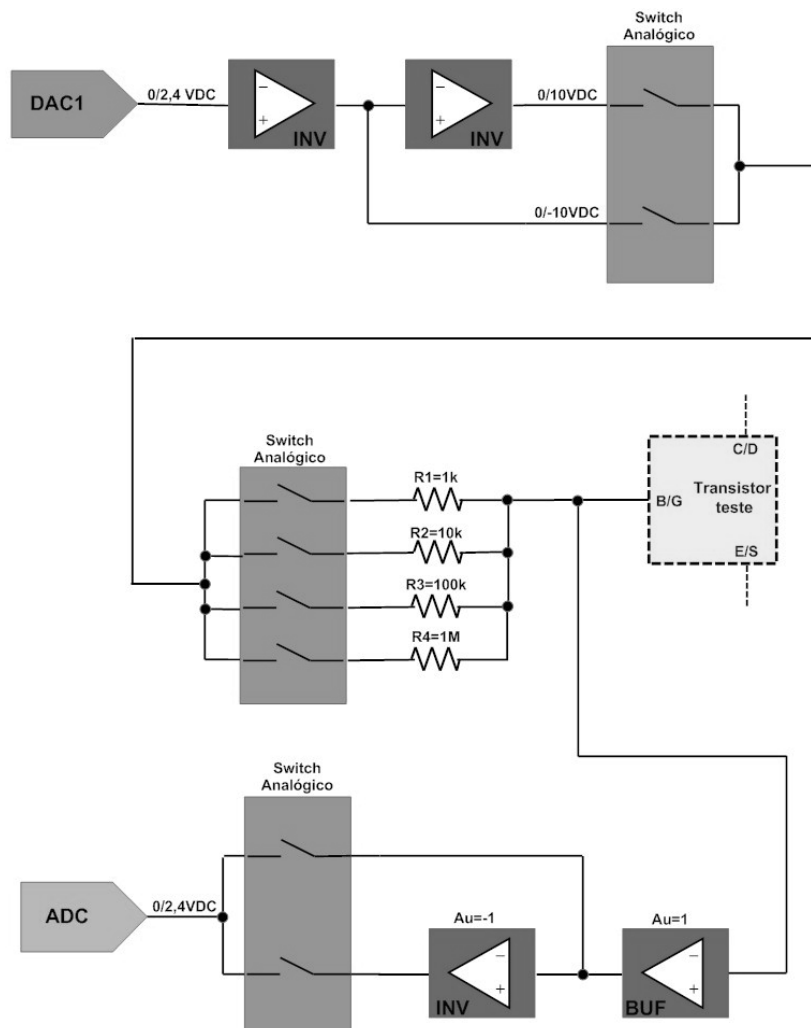 Switch
Analógico
DAC1
0/2,4 VDC
−
+
INV
−
+
INV
0/10VDC
0/-10VDC
Switch
Analógico
R1=1k
R2=10k
R3=100k
R4=1M
C/D
B/G
Transistor
teste
E/S
Switch
Analógico
ADC
0/2,4VDC
Au=-1
−
+
INV
Au=1
−
+
BUF